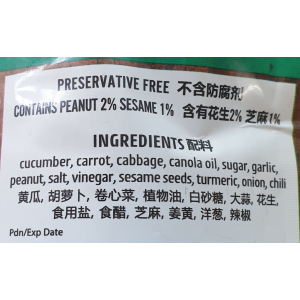 PRESERVATIVE FREE 不含防腐剂
CONTAINS PEANUT 2% SESAME 1% 含有花生2% 芝麻1%
INGREDIENTS 配料
cucumber, carrot, cabbage, canola oil, sugar, garlic,
peanut, salt, vinegar, sesame seeds, turmeric, onion, chili
黄瓜, 胡萝卜, 卷心菜, 植物油, 白砂糖, 大蒜, 花生,
食用盐, 食醋, 芝麻, 姜黄, 洋葱, 辣椒
Pdn/Exp Date